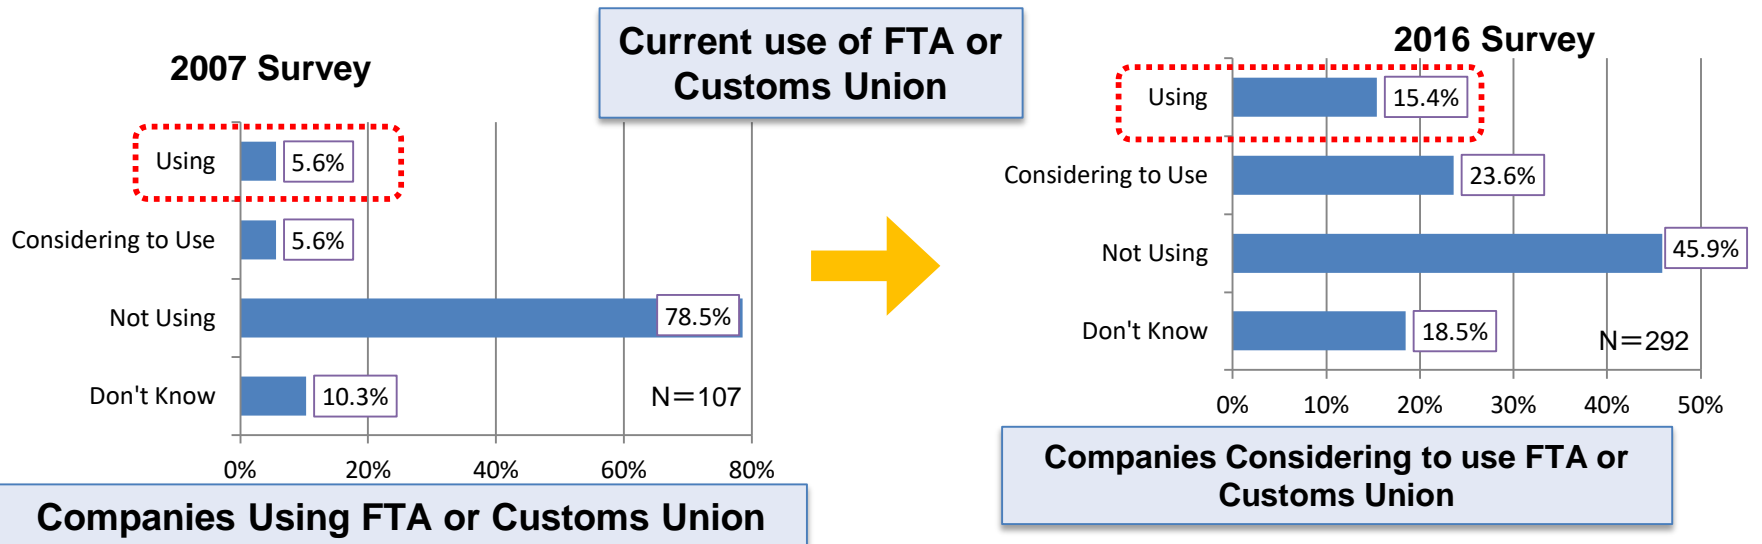 Current use of FTA or
Customs Union
2007 Survey
Using
5.6%
Considering to Use
5.6%
Not Using
78.5%
Don't Know
10.3%
N=107
0%
20%
40%
60%
80%
Companies Using FTA or Customs Union
2016 Survey
Using
15.4%
Considering to Use
23.6%
Not Using
45.9%
Don't Know
18.5%
N=292
0%
10%
20%
30%
40%
50%
Companies Considering to use FTA or
Customs Union